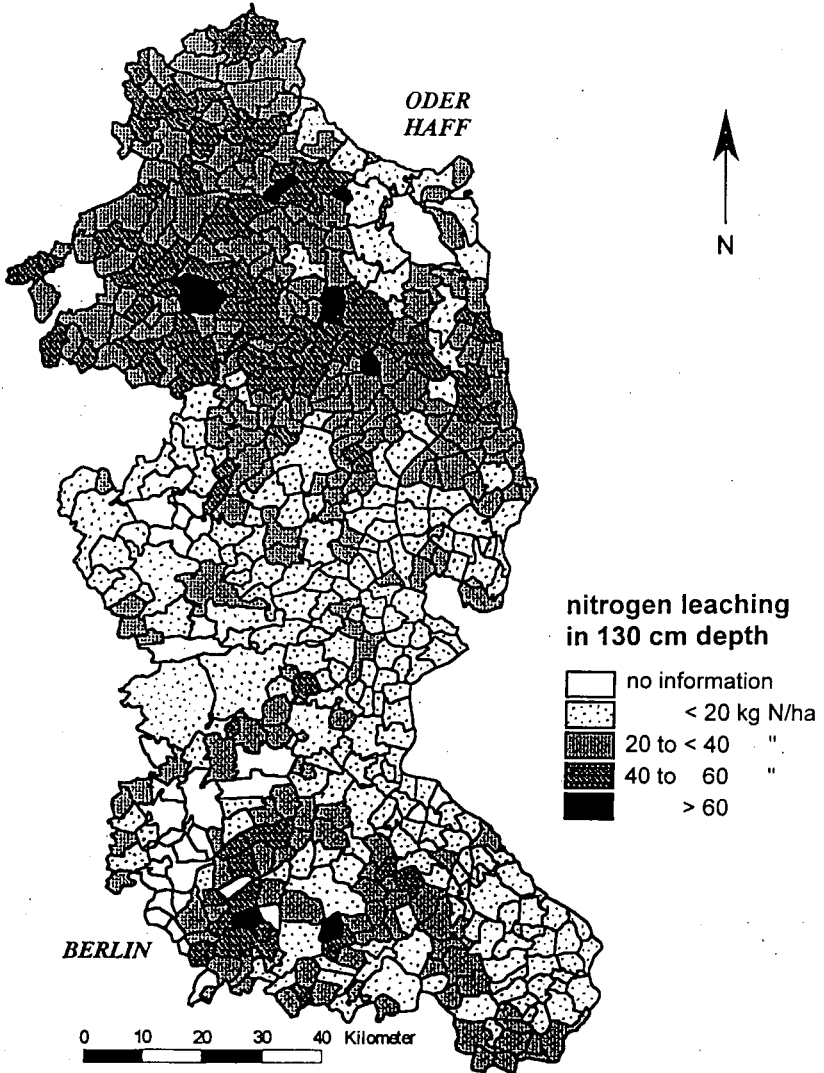 ODER
HAFF
N
nitrogen leaching
in 130 cm depth
no information
< 20 kg N/ha
20 to < 40 "
40 to 60 "
> 60
BERLIN
0 10 20 30 40 Kilometer